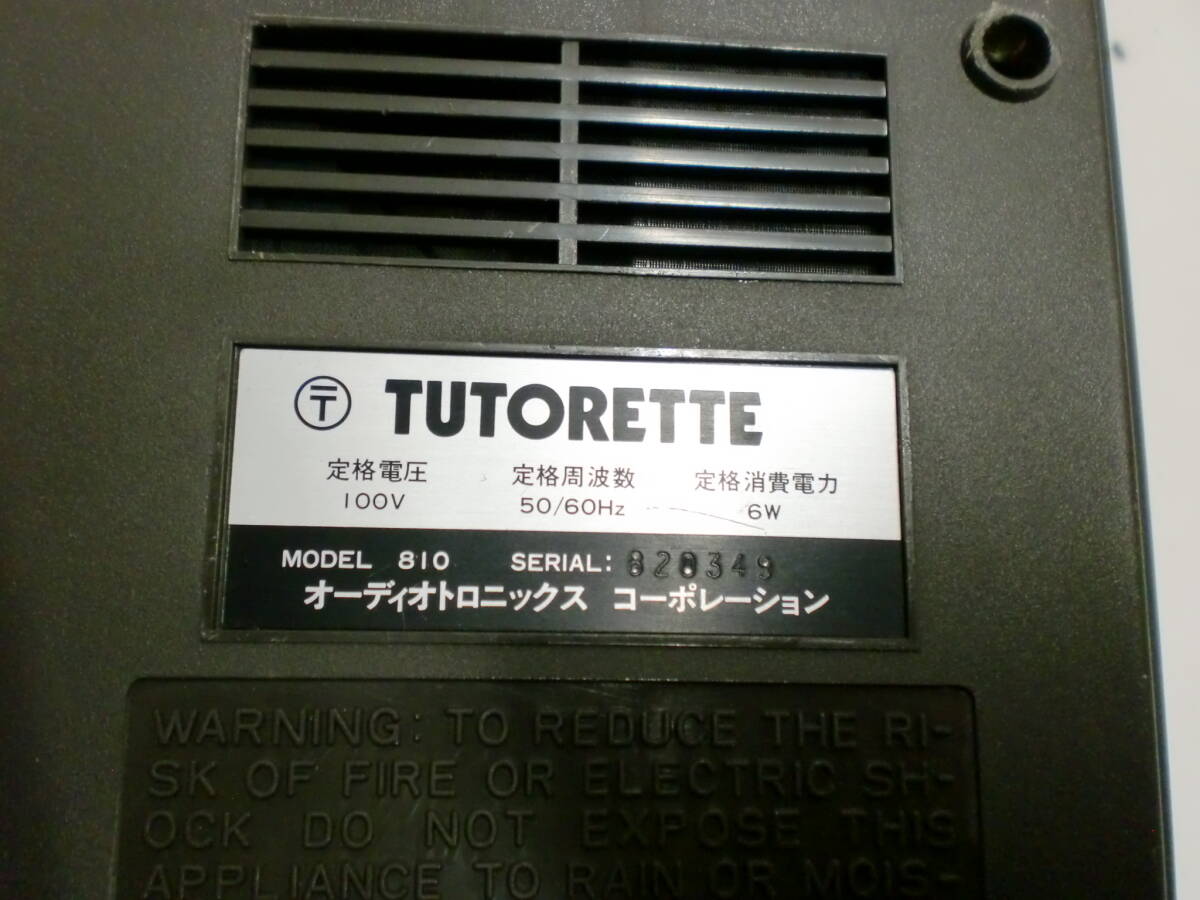 〒 TUTORETTE
定格電圧 定格周波数 定格消費電力
100V 50/60Hz 6W
MODEL 810 SERIAL: 820349
オーディオトロニックス コーポレーション
WARNING: TO REDUCE THE RI-
SK OF FIRE OR ELECTRIC SH-
OCK DO NOT EXPOSE THIS
APPLIANCE TO RAIN OR MOIS-